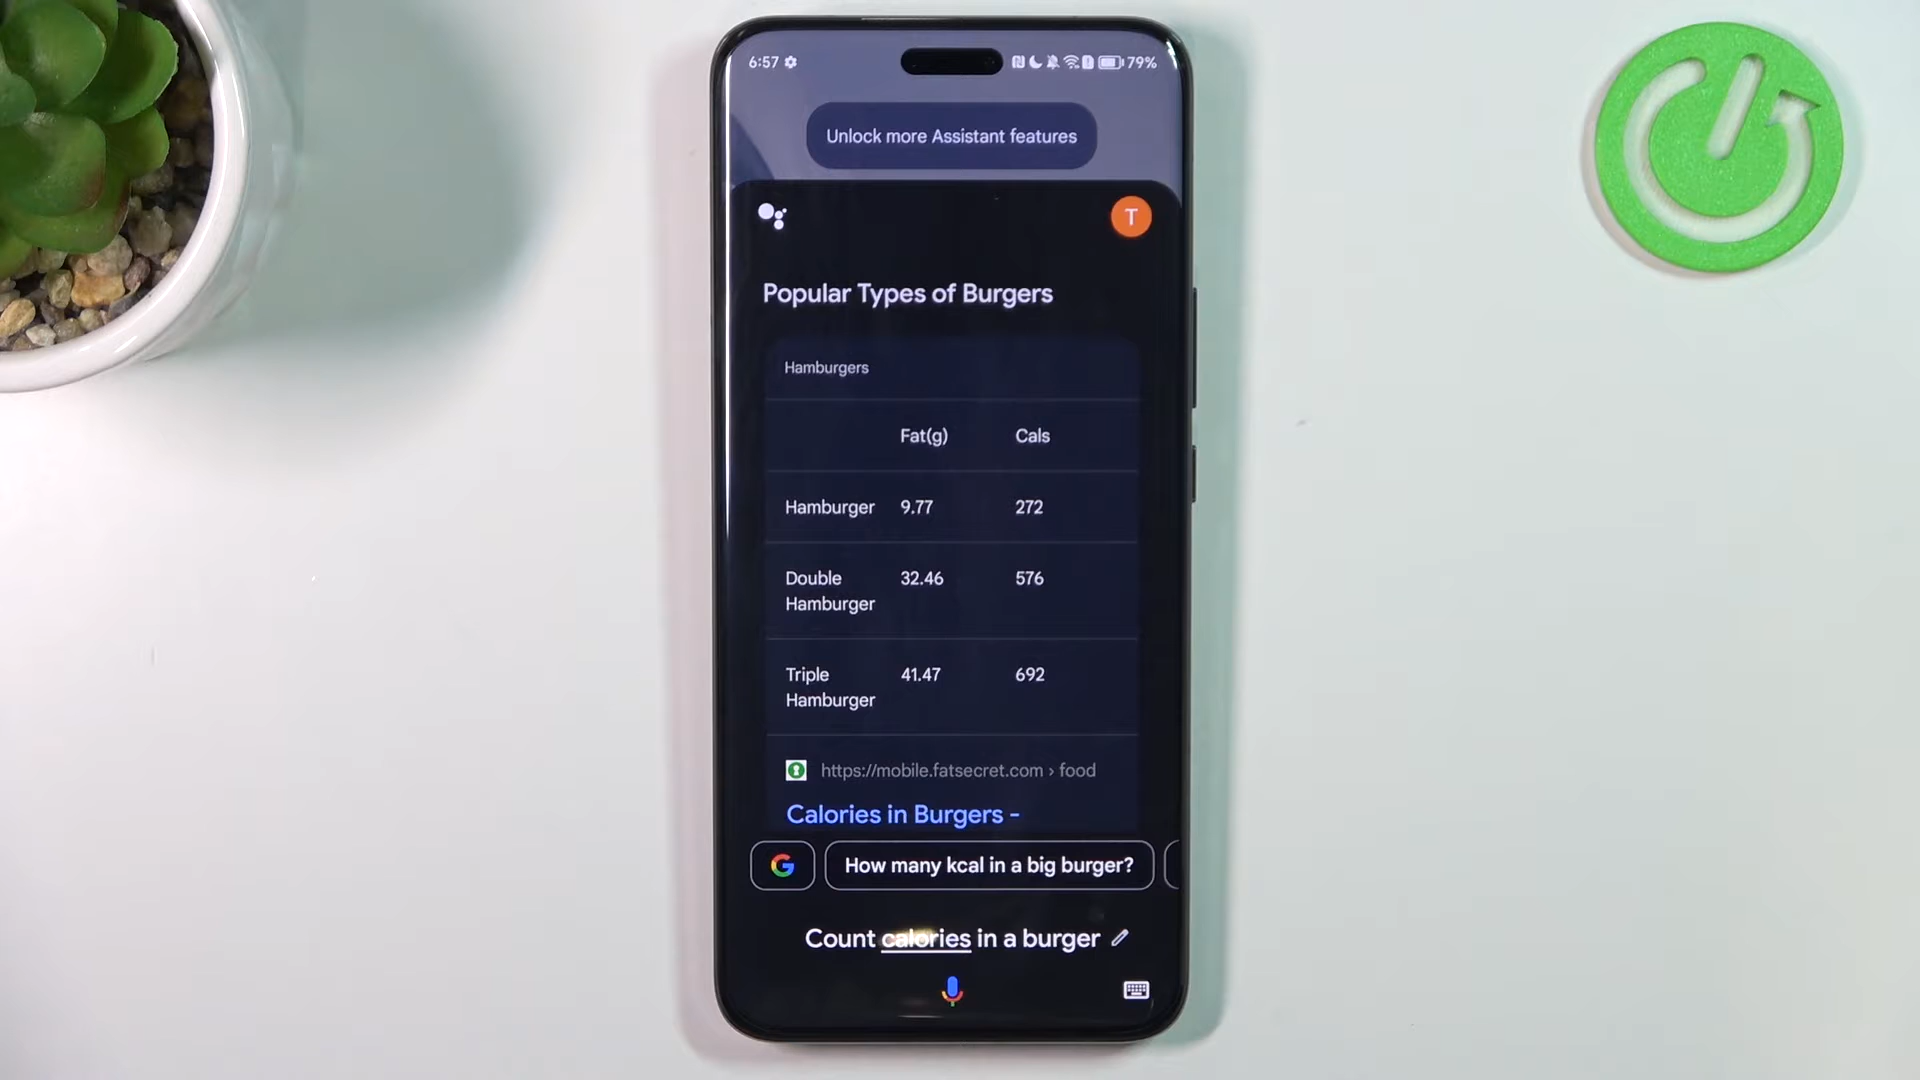 6:57 79%
Unlock more Assistant features
T
Popular Types of Burgers
Hamburgers
Fat(g) Cals
Hamburger 9.77 272
Double 32.46 576
Hamburger
Triple 41.47 692
Hamburger
https://mobile.fatsecret.com › food
Calories in Burgers -
G How many kcal in a big burger?
Count calories in a burger